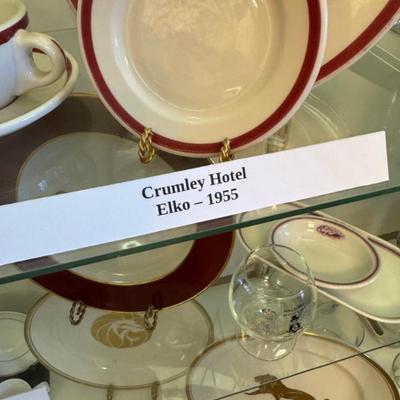 Crumley Hotel
Elko – 1955